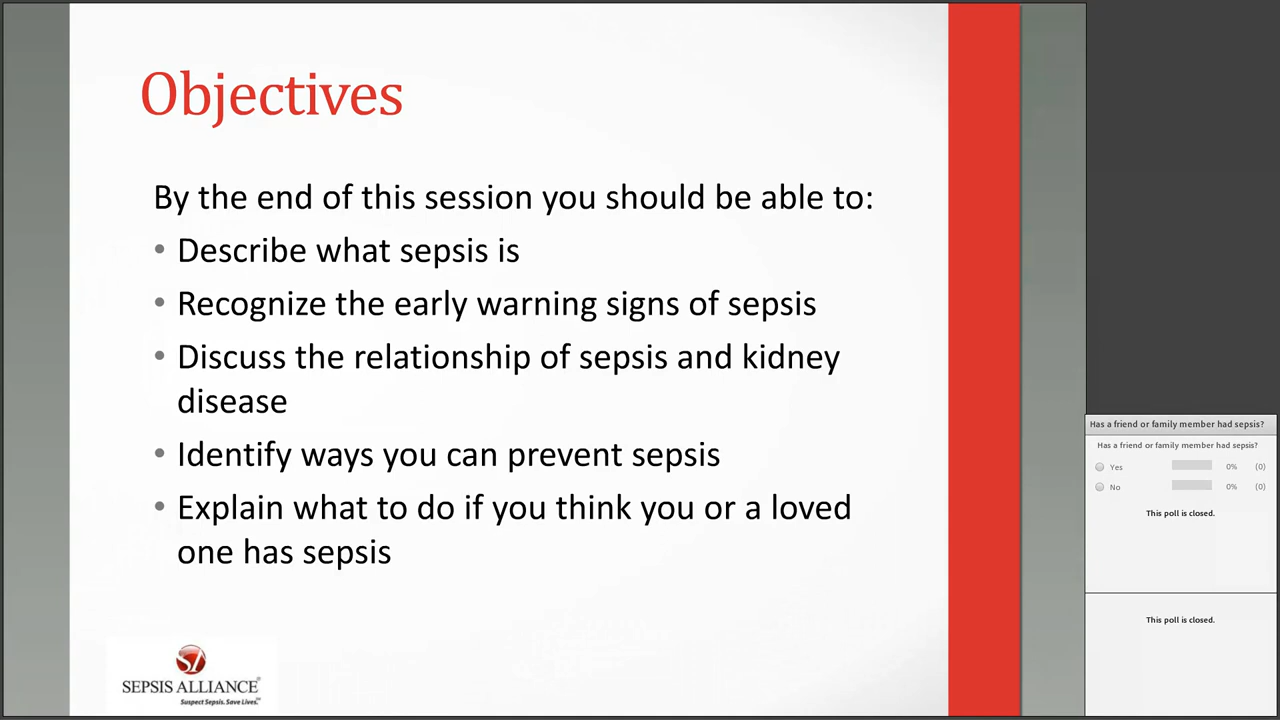 Objectives
By the end of this session you should be able to:
• Describe what sepsis is
• Recognize the early warning signs of sepsis
• Discuss the relationship of sepsis and kidney
disease
• Identify ways you can prevent sepsis
• Explain what to do if you think you or a loved
one has sepsis
SEPSIS ALLIANCE
Suspect Sepsis. Save Lives.
Has a friend or family member had sepsis?
Has a friend or family member had sepsis?
Yes 0% (0)
No 0% (0)
This poll is closed.
This poll is closed.